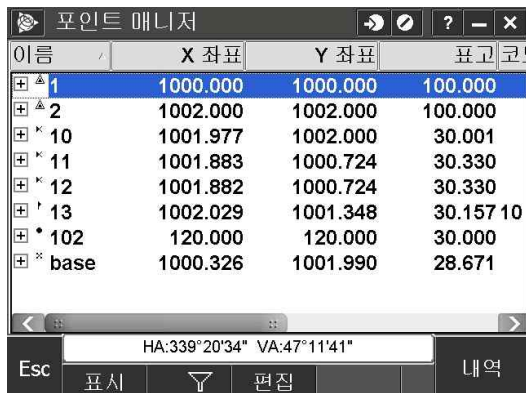 포인트 매니저 ? – ×
이름 X 좌표 Y 좌표 표고
1 1000.000 1000.000 100.000
2 1002.000 1002.000 100.000
10 1001.977 1002.000 30.001
11 1001.883 1000.724 30.330
12 1001.882 1000.724 30.330
13 1002.029 1001.348 30.157 10
102 120.000 120.000 30.000
base 1000.326 1001.990 28.671
HA:339°20'34" VA:47°11'41"
Esc 표시 편집 내역